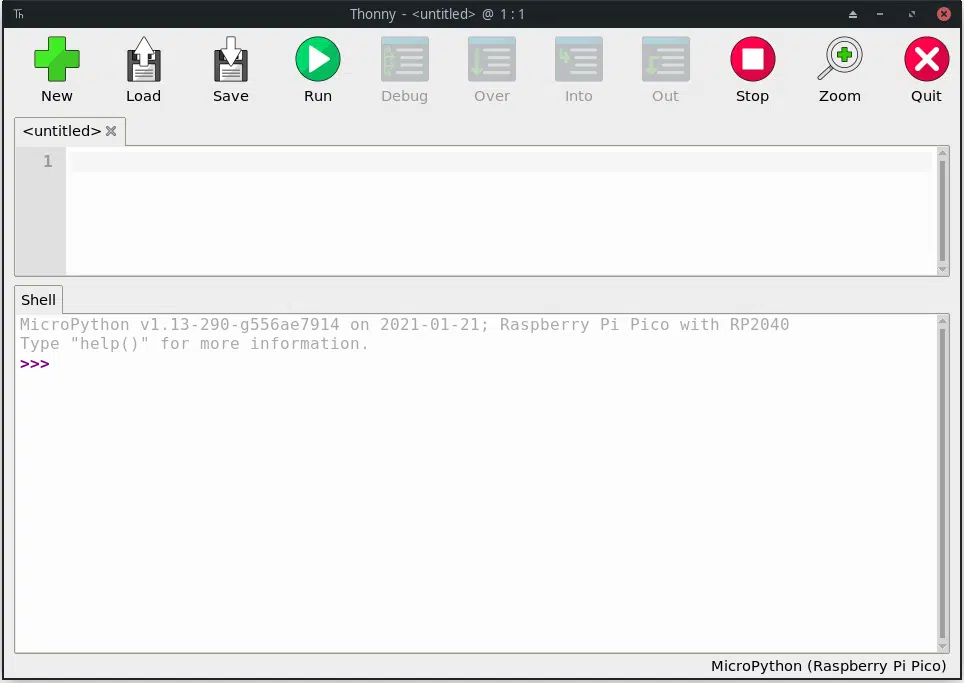 Th Thonny - <untitled> @ 1 : 1
New Load Save Run Debug Over Into Out Stop Zoom Quit
<untitled>
1
Shell
MicroPython v1.13-290-g556ae7914 on 2021-01-21; Raspberry Pi Pico with RP2040
Type "help()" for more information.
>>>
MicroPython (Raspberry Pi Pico)